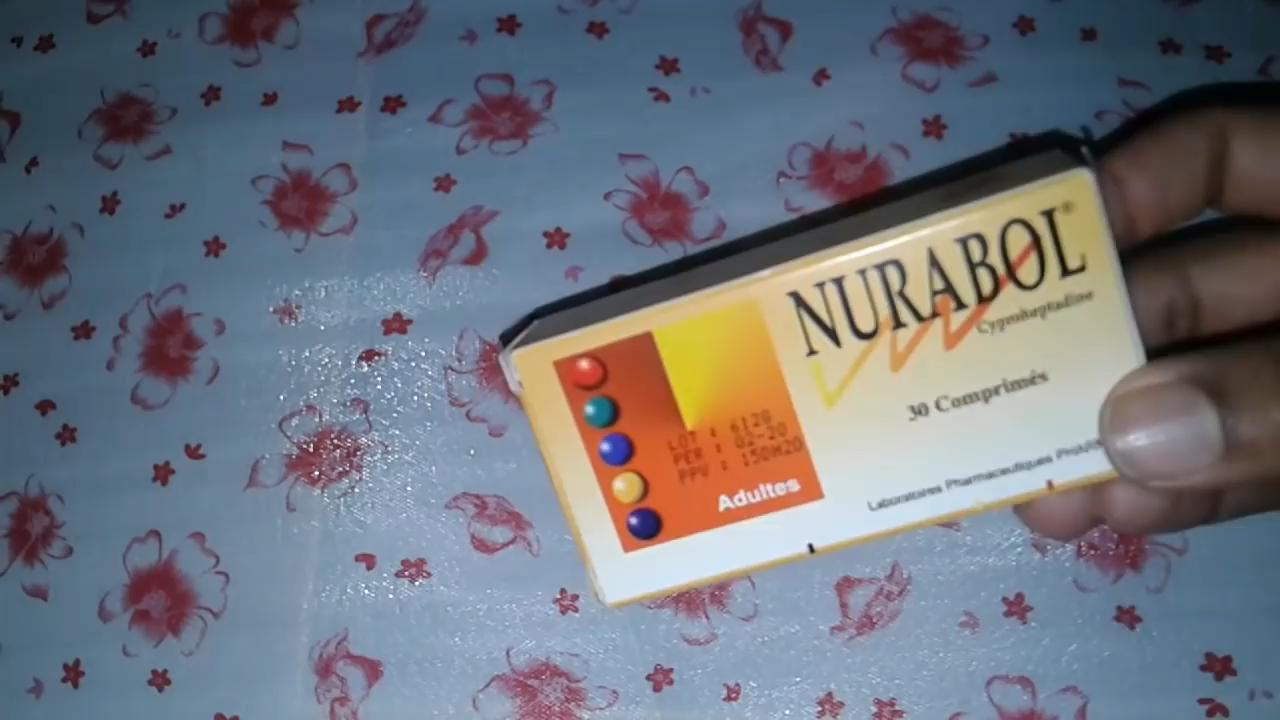 NURABOL®
Cyproheptadine
30 Comprimés
LOT : 6120
PER : 02-20
PPV : 15DH20
Adultes
Laboratoires Pharmaceutiques